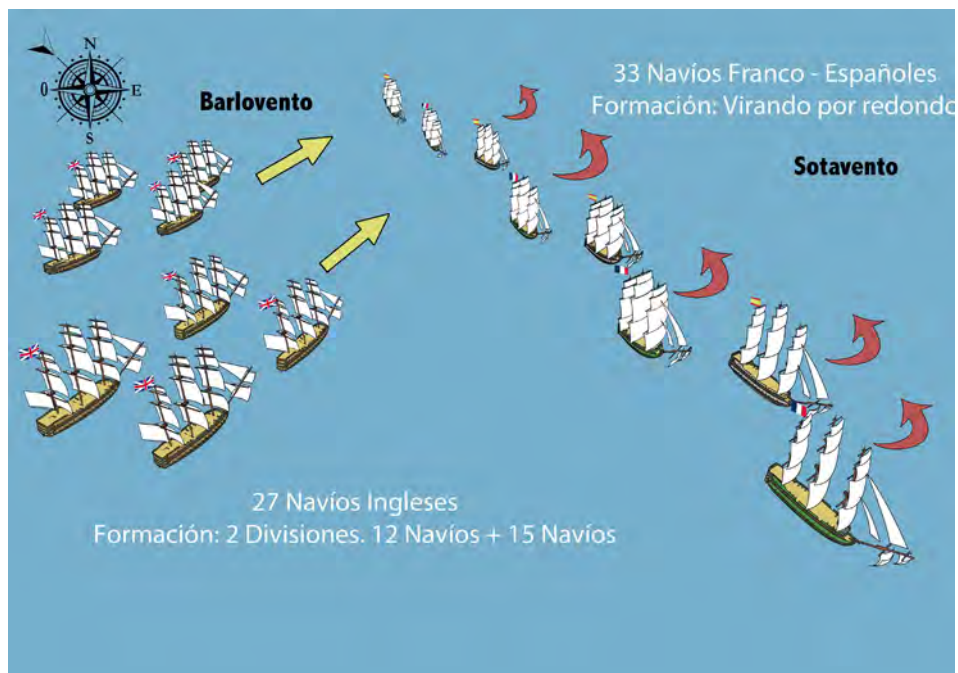 N
O E
S
Barlovento
33 Navíos Franco - Españoles
Formación: Virando por redondo
Sotavento
27 Navíos Ingleses
Formación: 2 Divisiones. 12 Navíos + 15 Navíos